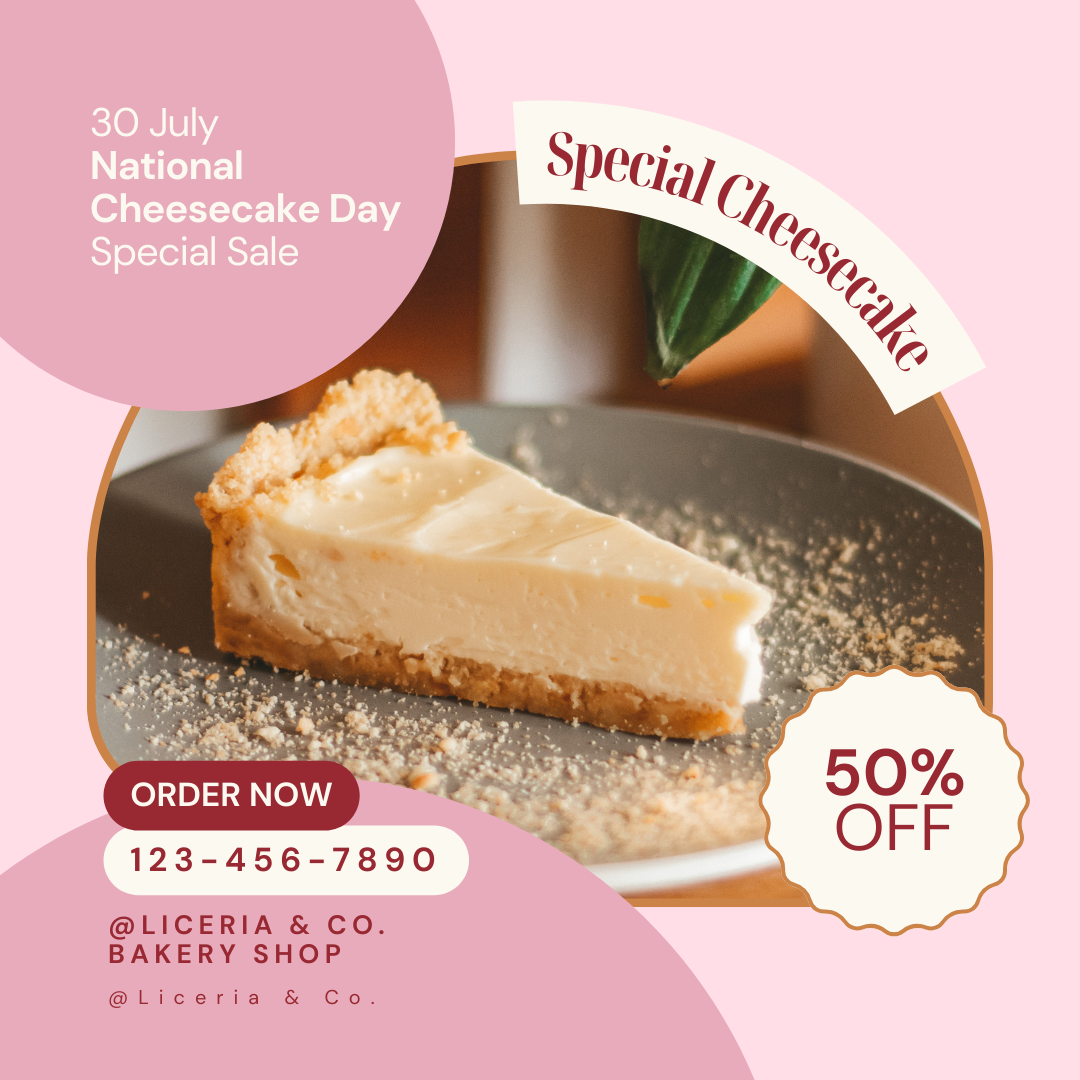 30 July
National
Cheesecake Day
Special Sale
Special Cheesecake
50%
OFF
ORDER NOW
123-456-7890
@LICERIA & CO.
BAKERY SHOP
@Liceria & Co.